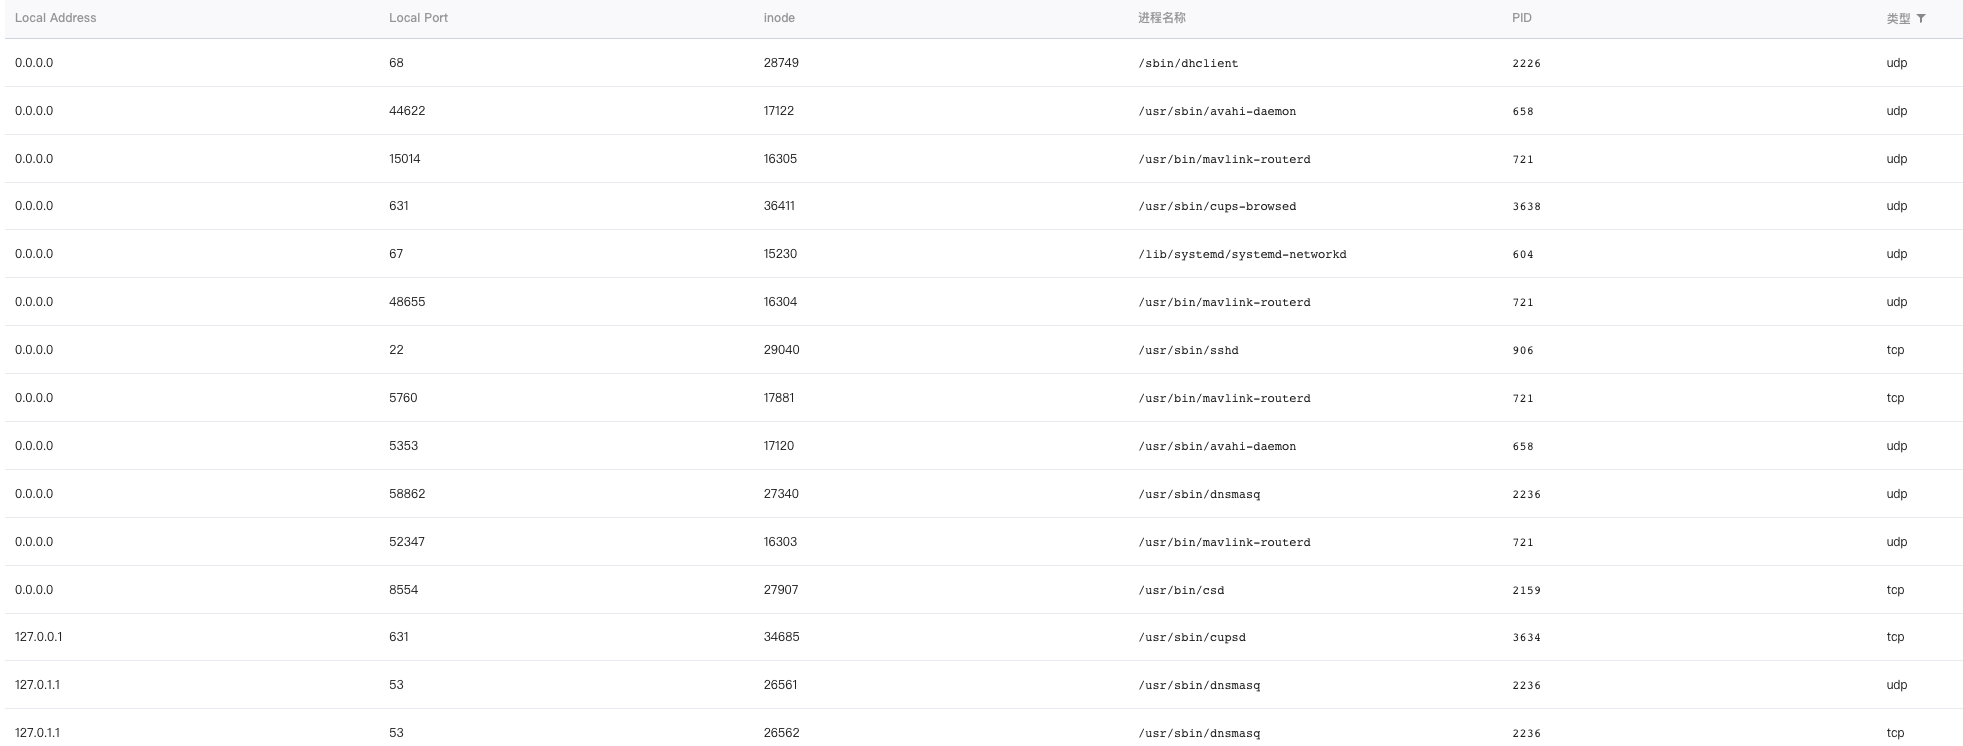 Local Address Local Port inode 进程名称 PID 类型
0.0.0.0 68 28749 /sbin/dhclient 2226 udp
0.0.0.0 44622 17122 /usr/sbin/avahi-daemon 658 udp
0.0.0.0 15014 16305 /usr/bin/mavlink-routerd 721 udp
0.0.0.0 631 36411 /usr/sbin/cups-browsed 3638 udp
0.0.0.0 67 15230 /lib/systemd/systemd-networkd 604 udp
0.0.0.0 48655 16304 /usr/bin/mavlink-routerd 721 udp
0.0.0.0 22 29040 /usr/sbin/sshd 906 tcp
0.0.0.0 5760 17881 /usr/bin/mavlink-routerd 721 tcp
0.0.0.0 5353 17120 /usr/sbin/avahi-daemon 658 udp
0.0.0.0 58862 27340 /usr/sbin/dnsmasq 2236 udp
0.0.0.0 52347 16303 /usr/bin/mavlink-routerd 721 udp
0.0.0.0 8554 27907 /usr/bin/csd 2159 tcp
127.0.0.1 631 34685 /usr/sbin/cupsd 3634 tcp
127.0.1.1 53 26561 /usr/sbin/dnsmasq 2236 udp
127.0.1.1 53 26562 /usr/sbin/dnsmasq 2236 tcp